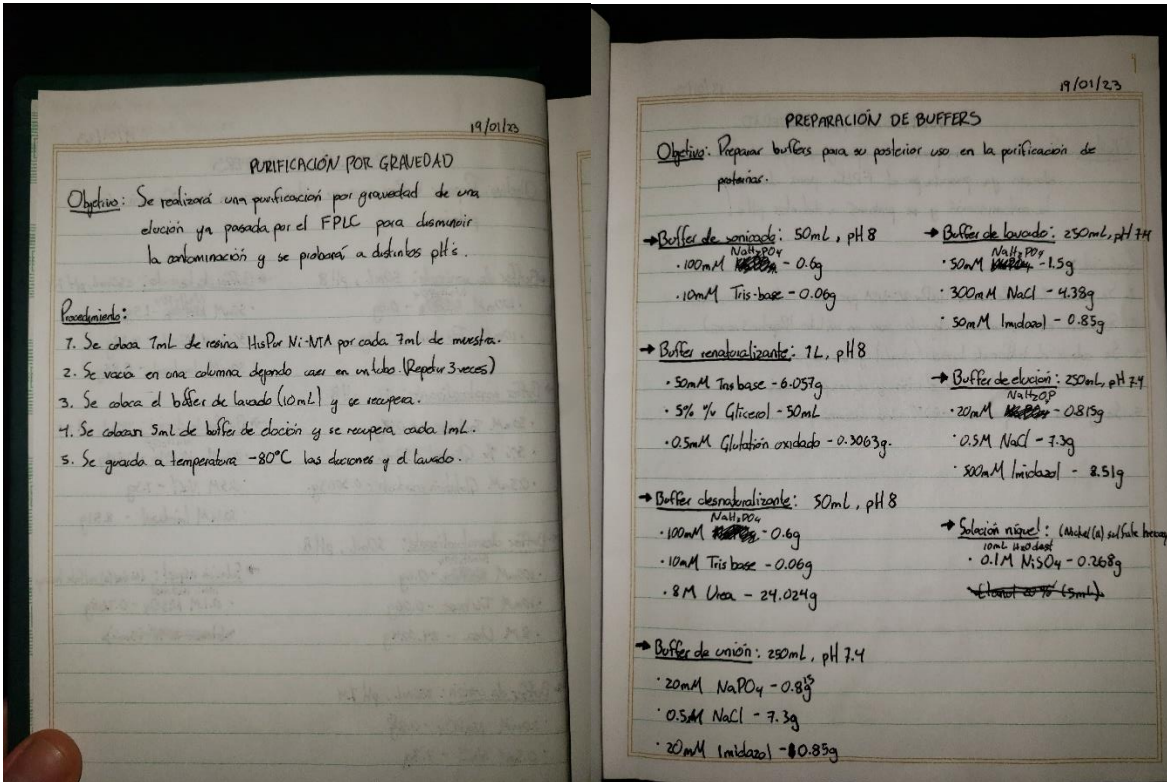 19/01/23
PURIFICACIÓN POR GRAVEDAD
Objetivo: Se realizará una purificación por gravedad de una
elución ya pasada por el FPLC para disminuir
la contaminación y se probará a distintos pH's.
Procedimiento:
1. Se coloca 1mL de resina HisPur Ni-NTA por cada 7ml de muestra.
2. Se vacía en una columna dejando caer en un tubo. (Repetir 3 veces)
3. Se coloca el búffer de lavado (10mL) y se recupera.
4. Se colocan 5ml de buffer de elución y se recupera cada 1mL.
5. Se guarda a temperatura -80°C las eluciones y el lavado.
1
19/01/23
PREPARACIÓN DE BUFFERS
Objetivo: Preparar buffers para su posterior uso en la purificación de
proteínas.
→ Buffer de sonicado: 50mL, pH 8
NaH2PO4
· 100mM - 0.6g
· 10mM Tris-base - 0.06g
→ Buffer renaturalizante: 1L, pH 8
· 50mM Tris base - 6.057g
· 5% % Glicerol - 50mL
· 0.5mM Glutatión oxidado - 0.3063g.
→ Buffer desnaturalizante: 50mL, pH 8
NaH2PO4
· 100mM - 0.6g
· 10mM Tris base - 0.06g
· 8M Urea - 24.024g
→ Buffer de unión: 250mL, pH 7.4
· 20mM NaPO4 - 0.815g
· 0.5M NaCl - 7.3g
· 20mM Imidazol - 0.85g
→ Buffer de lavado: 250mL, pH 7.4
NaH2PO4
· 50mM - 1.5g
· 300mM NaCl - 4.38g
· 50mM Imidazol - 0.85g
→ Buffer de elución: 250mL, pH 7.4
NaH2OP
· 20mM - 0.815g
· 0.5M NaCl - 7.3g
· 500mM Imidazol - 8.51g
→ Solución níquel: (Nickel(II) sulfate
10mL H2O dest
· 0.1M NiSO4 - 0.268g
Etanol 20% (5mL)